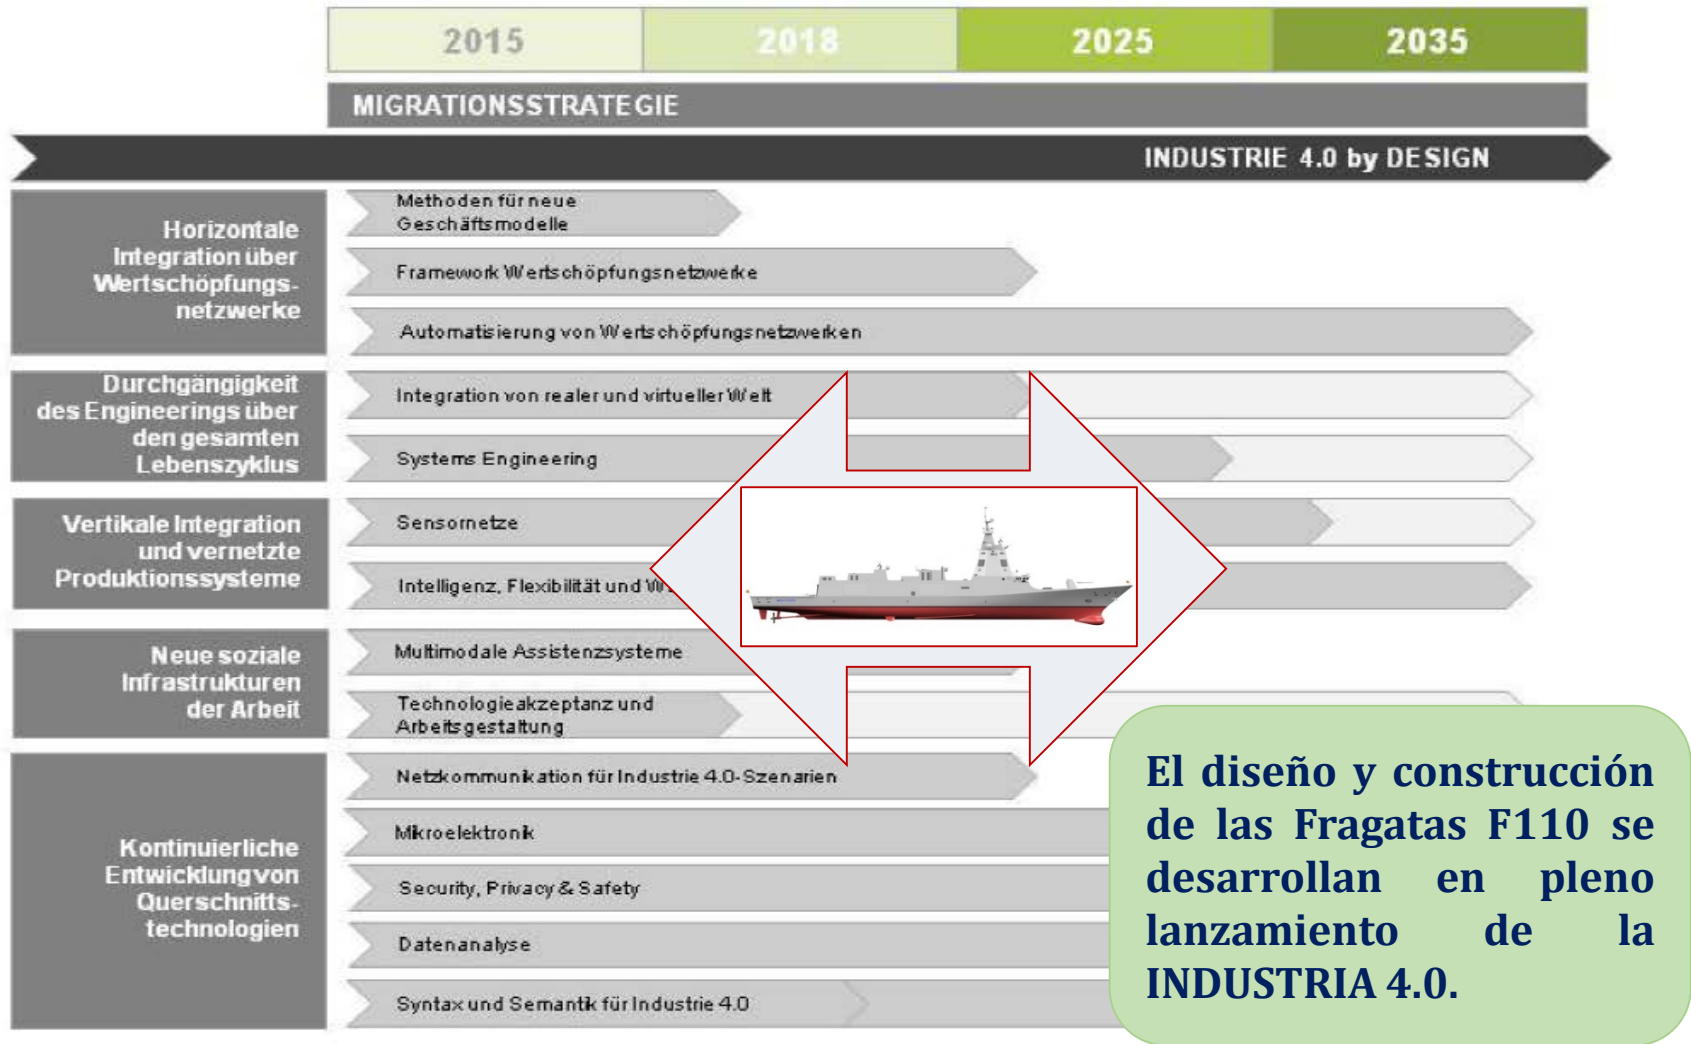 2015 2018 2025 2035
MIGRATIONSSTRATEGIE
INDUSTRIE 4.0 by DESIGN
Horizontale
Integration über
Wertschöpfungs-
netzwerke
Methoden für neue
Geschäftsmodelle
Framework Wertschöpfungsnetzwerke
Automatisierung von Wertschöpfungsnetzwerken
Durchgängigkeit
des Engineerings über
den gesamten
Lebenszyklus
Integration von realer und virtueller Welt
Systems Engineering
Vertikale Integration
und vernetzte
Produktionssysteme
Sensornetze
Intelligenz, Flexibilität und
Neue soziale
Infrastrukturen
der Arbeit
Multimodale Assistenzsysteme
Technologieakzeptanz und
Arbeitsgestaltung
Kontinuierliche
Entwicklung von
Querschnitts-
technologien
Netzkommunikation für Industrie 4.0-Szenarien
Mikroelektronik
Security, Privacy & Safety
Datenanalyse
Syntax und Semantik für Industrie 4.0
El diseño y construcción
de las Fragatas F110 se
desarrollan en pleno
lanzamiento de la
INDUSTRIA 4.0.